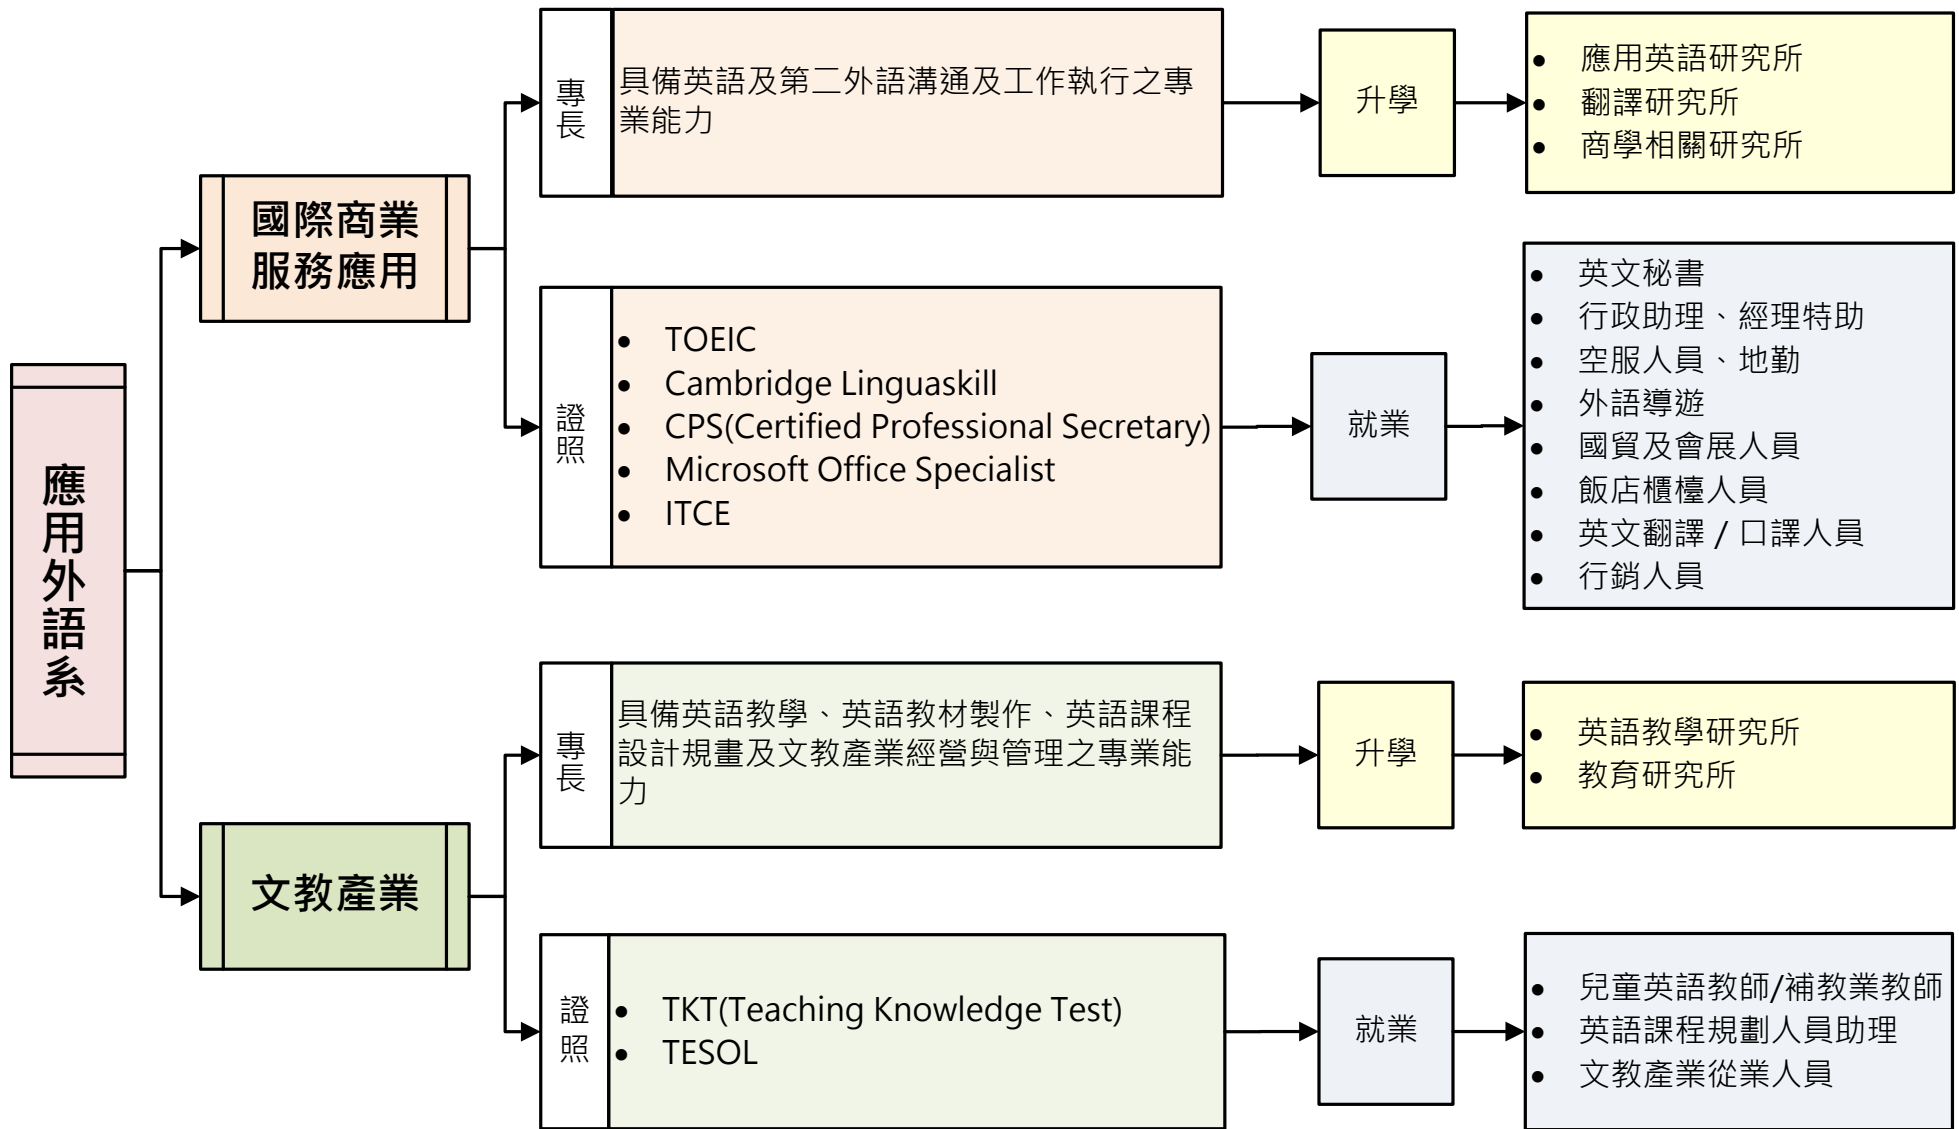 應用外語系
國際商業
服務應用
專長
具備英語及第二外語溝通及工作執行之專
業能力
升學
• 應用英語研究所
• 翻譯研究所
• 商學相關研究所
證照
• TOEIC
• Cambridge Linguaskill
• CPS(Certified Professional Secretary)
• Microsoft Office Specialist
• ITCE
就業
• 英文秘書
• 行政助理、經理特助
• 空服人員、地勤
• 外語導遊
• 國貿及會展人員
• 飯店櫃檯人員
• 英文翻譯 / 口譯人員
• 行銷人員
文教產業
專長
具備英語教學、英語教材製作、英語課程
設計規畫及文教產業經營與管理之專業能
力
升學
• 英語教學研究所
• 教育研究所
證照
• TKT(Teaching Knowledge Test)
• TESOL
就業
• 兒童英語教師/補教業教師
• 英語課程規劃人員助理
• 文教產業從業人員